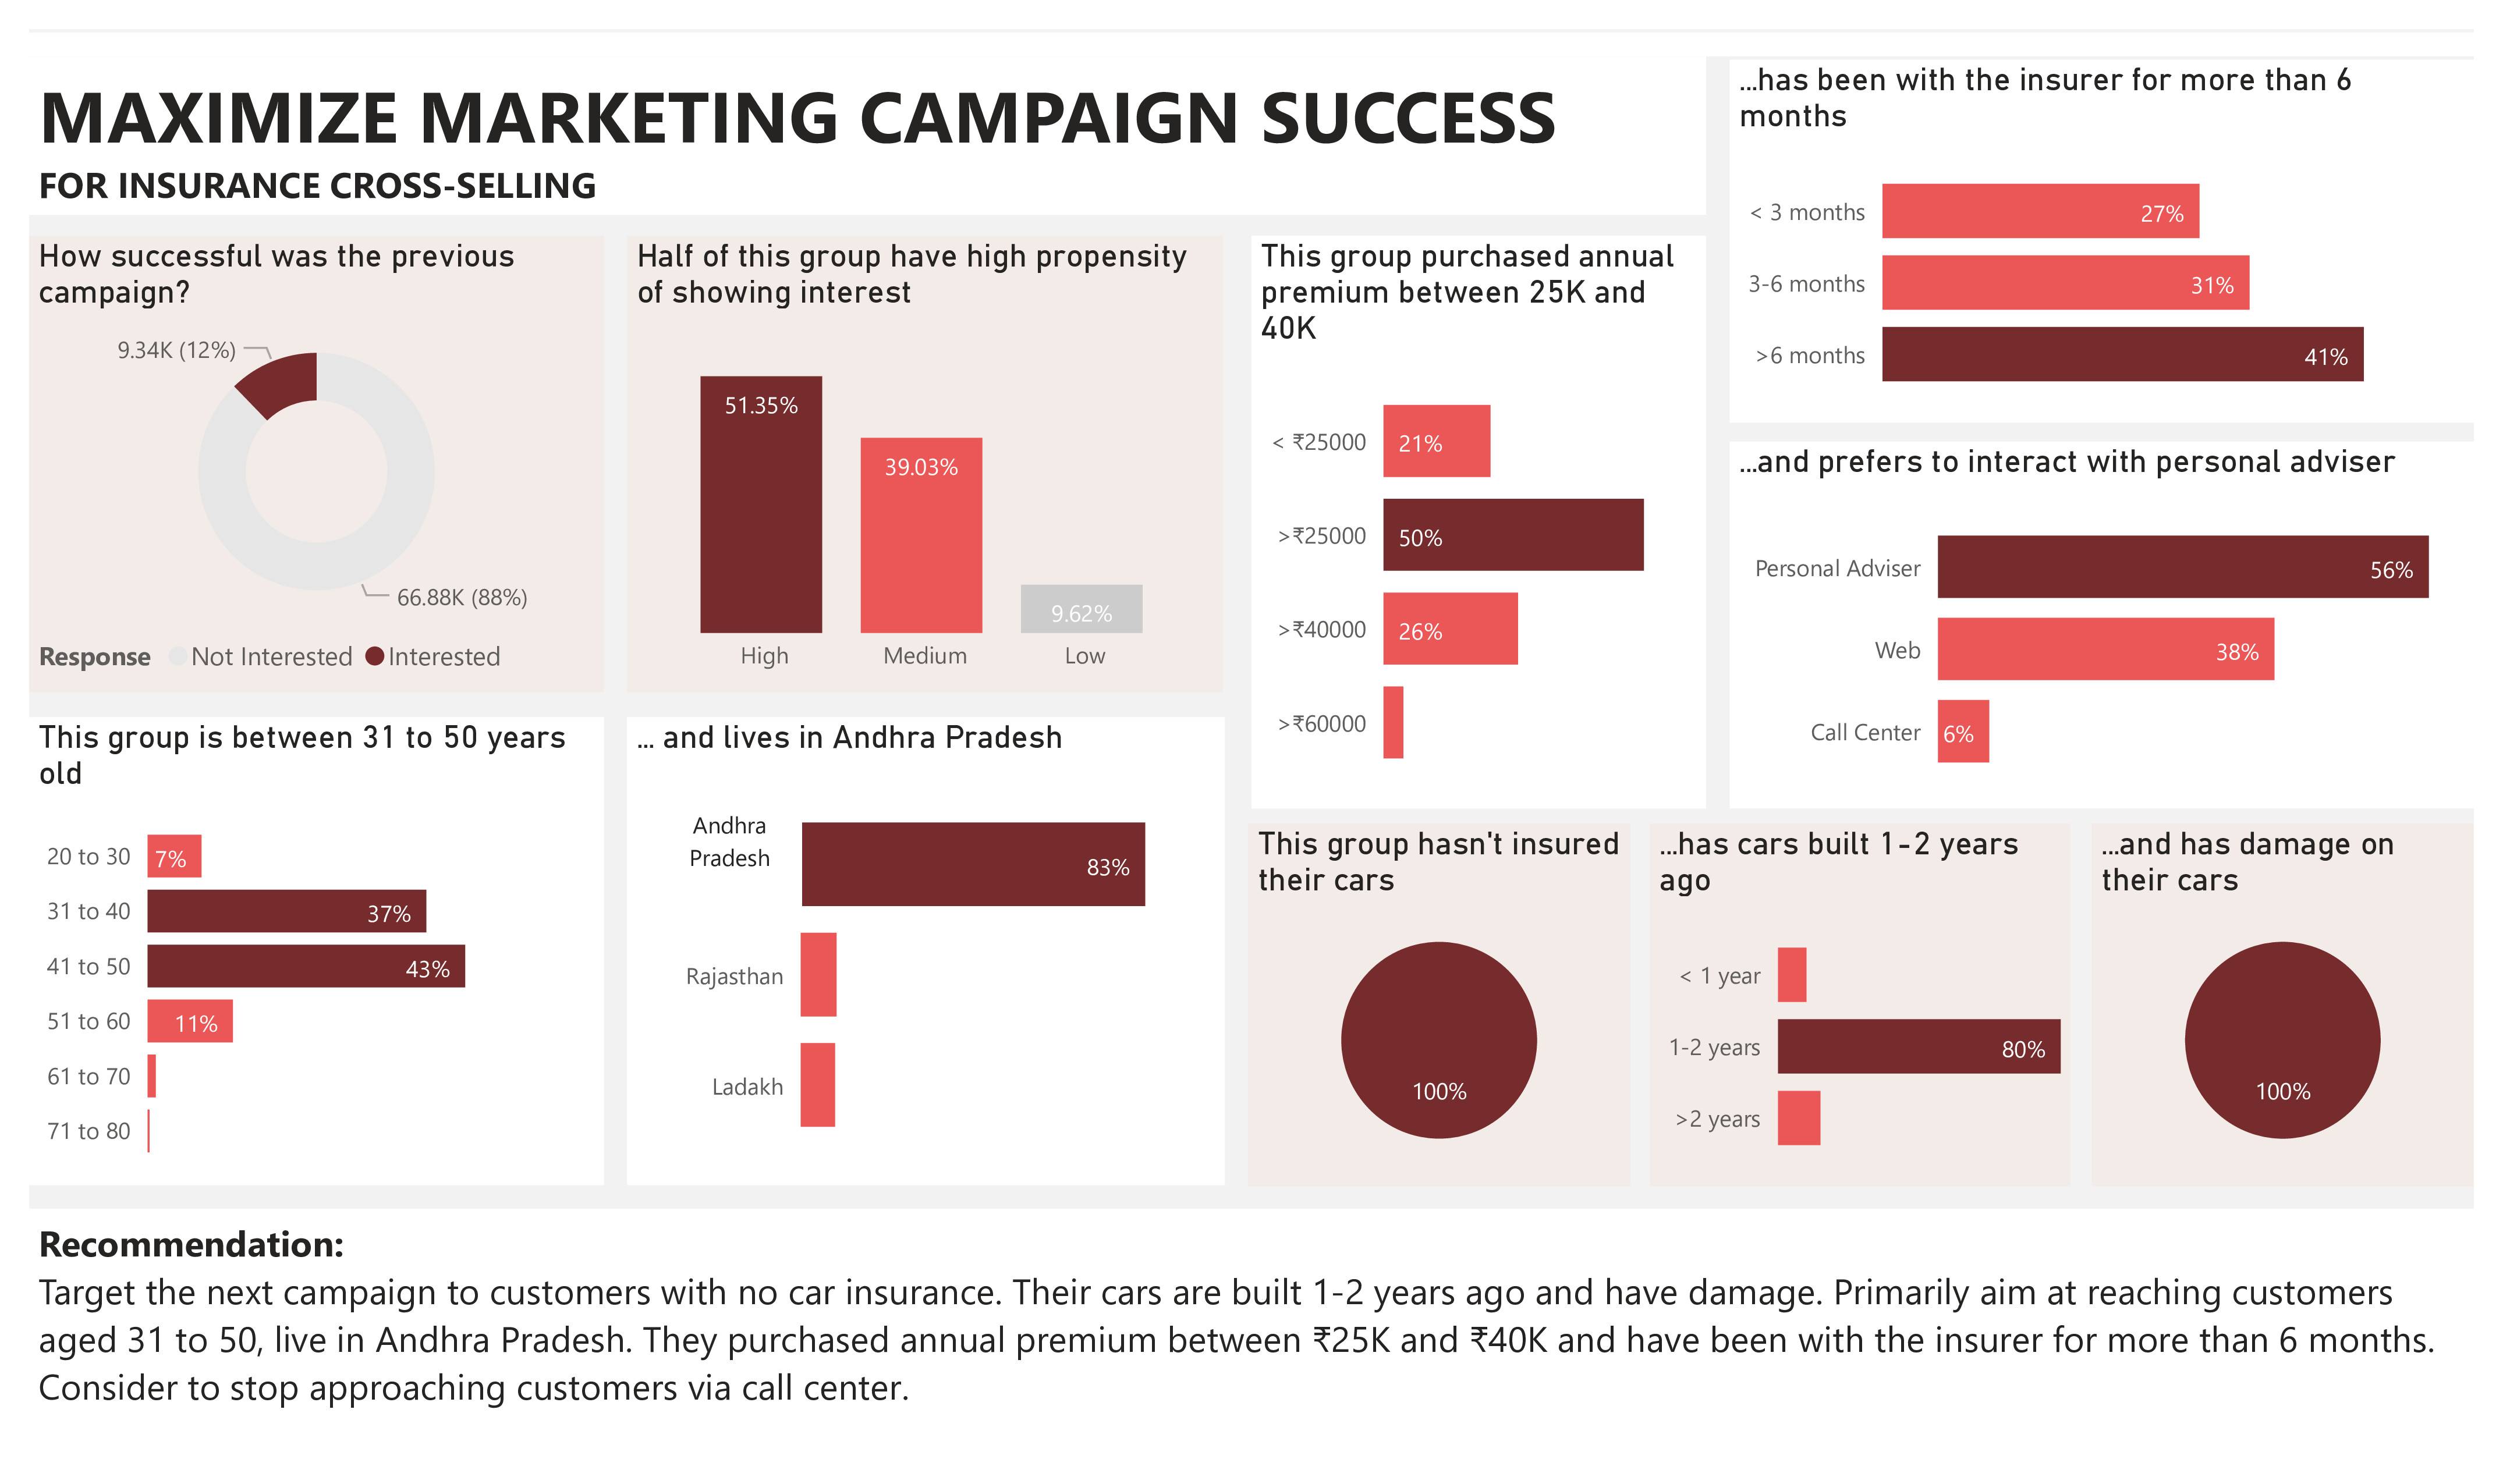 MAXIMIZE MARKETING CAMPAIGN SUCCESS
FOR INSURANCE CROSS-SELLING
How successful was the previous
campaign?
9.34K (12%)
66.88K (88%)
Response Not Interested Interested
Half of this group have high propensity
of showing interest
51.35%
39.03%
9.62%
High Medium Low
This group purchased annual
premium between 25K and
40K
< ₹25000 21%
>₹25000 50%
>₹40000 26%
>₹60000
...has been with the insurer for more than 6
months
< 3 months 27%
3-6 months 31%
>6 months 41%
...and prefers to interact with personal adviser
Personal Adviser 56%
Web 38%
Call Center 6%
This group is between 31 to 50 years
old
20 to 30 7%
31 to 40 37%
41 to 50 43%
51 to 60 11%
61 to 70
71 to 80
... and lives in Andhra Pradesh
Andhra
Pradesh
83%
Rajasthan
Ladakh
This group hasn't insured
their cars
100%
...has cars built 1-2 years
ago
< 1 year
1-2 years 80%
>2 years
...and has damage on
their cars
100%
Recommendation:
Target the next campaign to customers with no car insurance. Their cars are built 1-2 years ago and have damage. Primarily aim at reaching customers
aged 31 to 50, live in Andhra Pradesh. They purchased annual premium between ₹25K and ₹40K and have been with the insurer for more than 6 months.
Consider to stop approaching customers via call center.